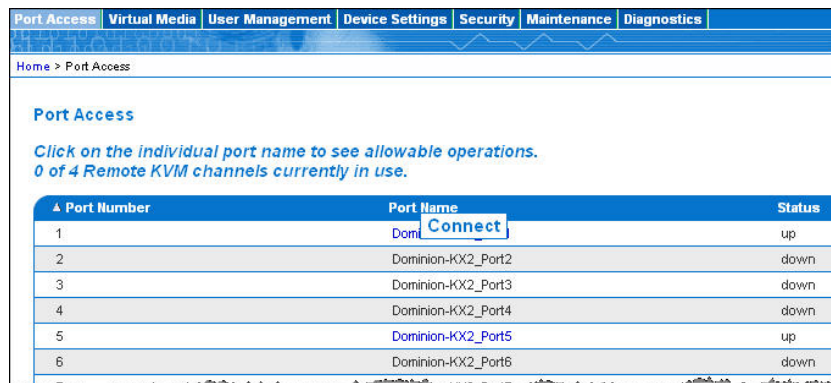 Port Access Virtual Media User Management Device Settings Security Maintenance Diagnostics
Home > Port Access
Port Access
Click on the individual port name to see allowable operations.
0 of 4 Remote KVM channels currently in use.
▲ Port Number Port Name Status
Connect
1 up
2 Dominion-KX2_Port2 down
3 Dominion-KX2_Port3 down
4 Dominion-KX2_Port4 down
5 Dominion-KX2_Port5 up
6 Dominion-KX2_Port6 down